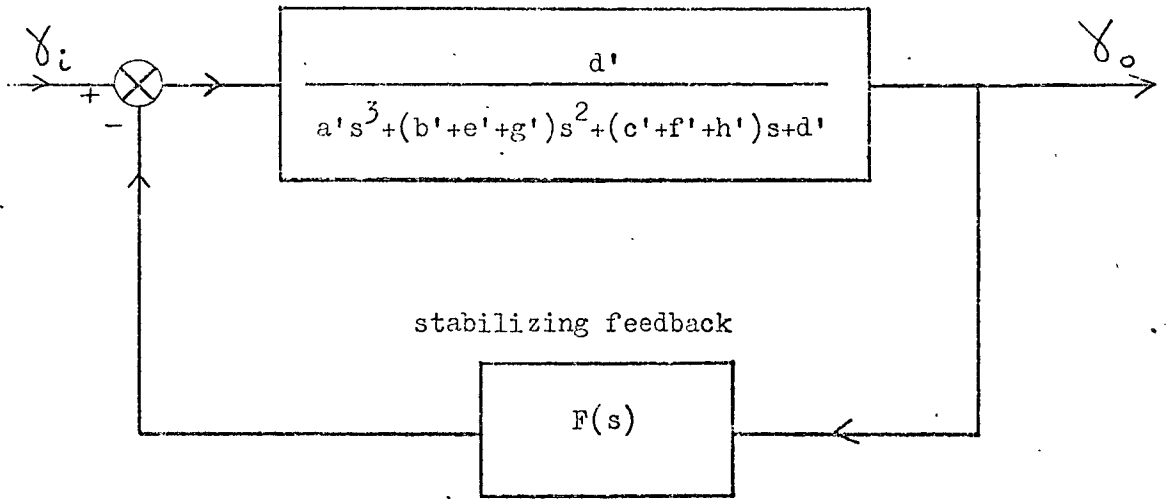 γi
γo
+
-
d'
a's³+(b'+e'+g')s²+(c'+f'+h')s+d'
stabilizing feedback
F(s)